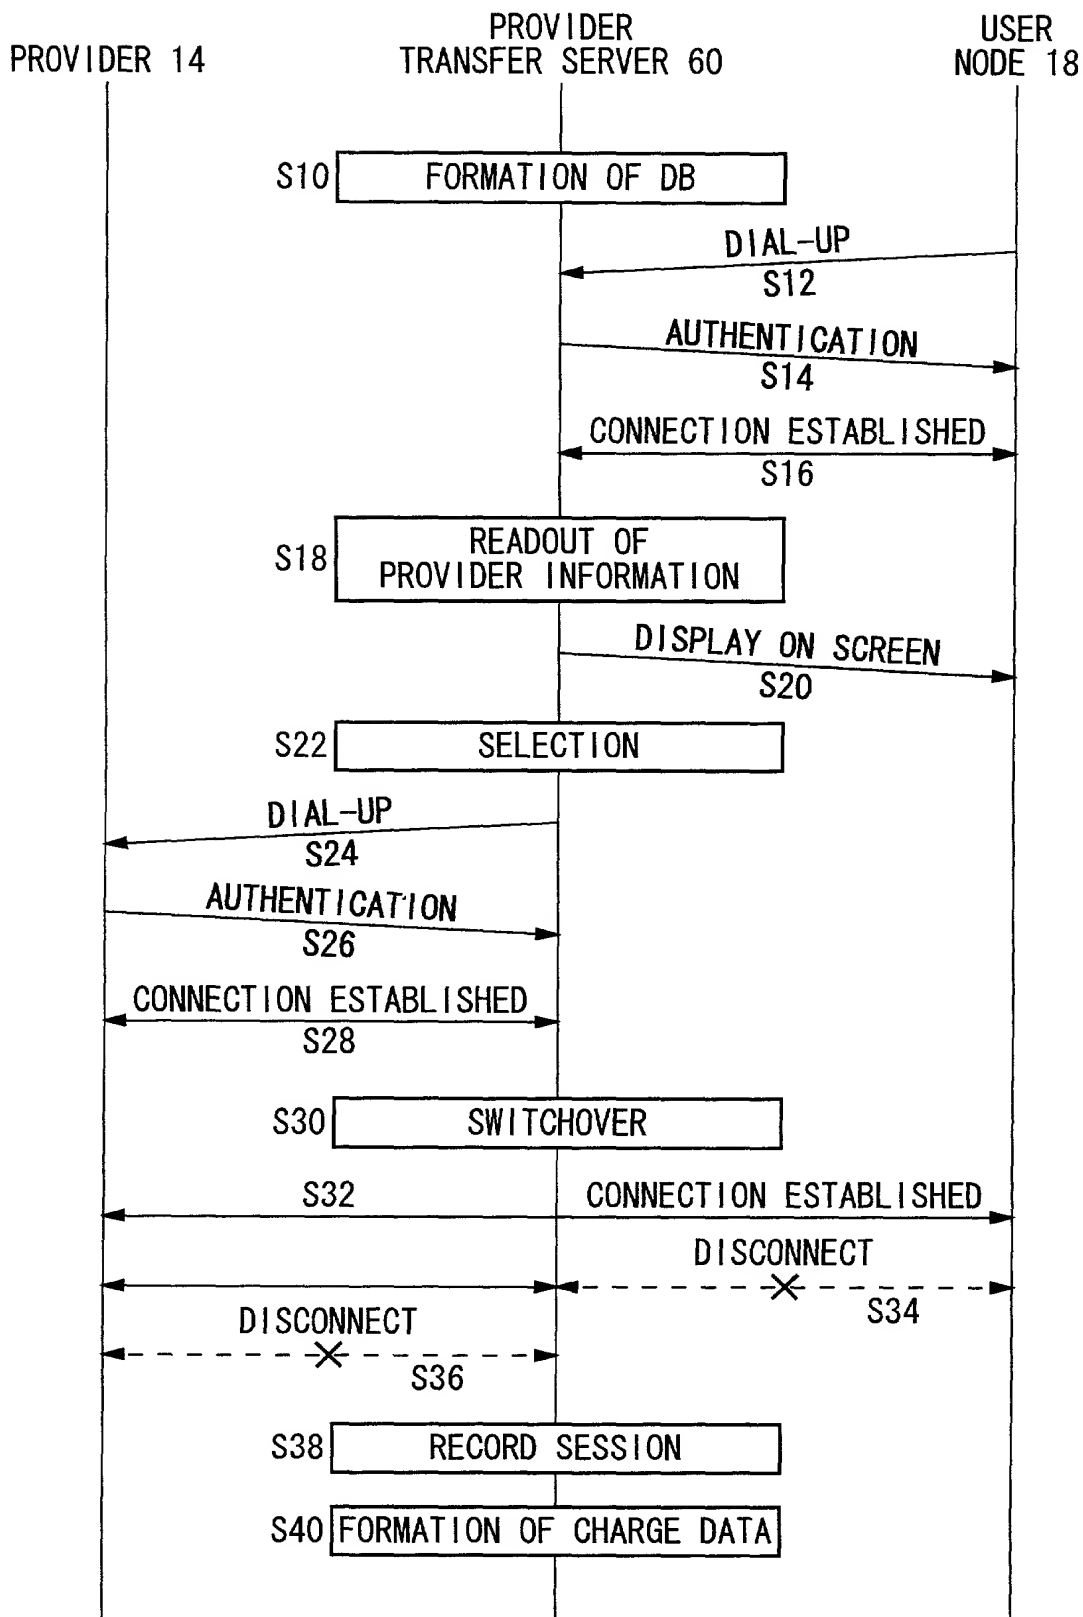 PROVIDER 14
PROVIDER
TRANSFER SERVER 60
USER
NODE 18
S10
FORMATION OF DB
DIAL-UP
S12
AUTHENTICATION
S14
CONNECTION ESTABLISHED
S16
S18
READOUT OF
PROVIDER INFORMATION
DISPLAY ON SCREEN
S20
S22
SELECTION
DIAL-UP
S24
AUTHENTICATION
S26
CONNECTION ESTABLISHED
S28
S30
SWITCHOVER
S32
CONNECTION ESTABLISHED
DISCONNECT
S34
DISCONNECT
S36
S38
RECORD SESSION
S40
FORMATION OF CHARGE DATA